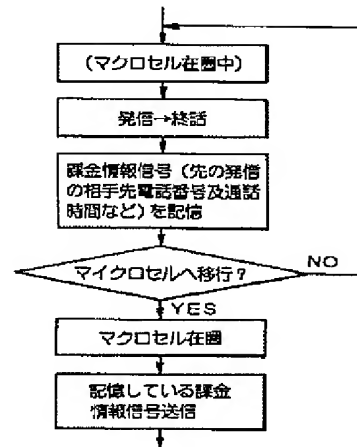 (マクロセル在圏中)
発信→終話
課金情報信号(先の発信
の相手先電話番号及通話
時間など)を記信
マイクロセルへ移行?
NO
YES
マクロセル在圏
記憶している課金
情報信号送信